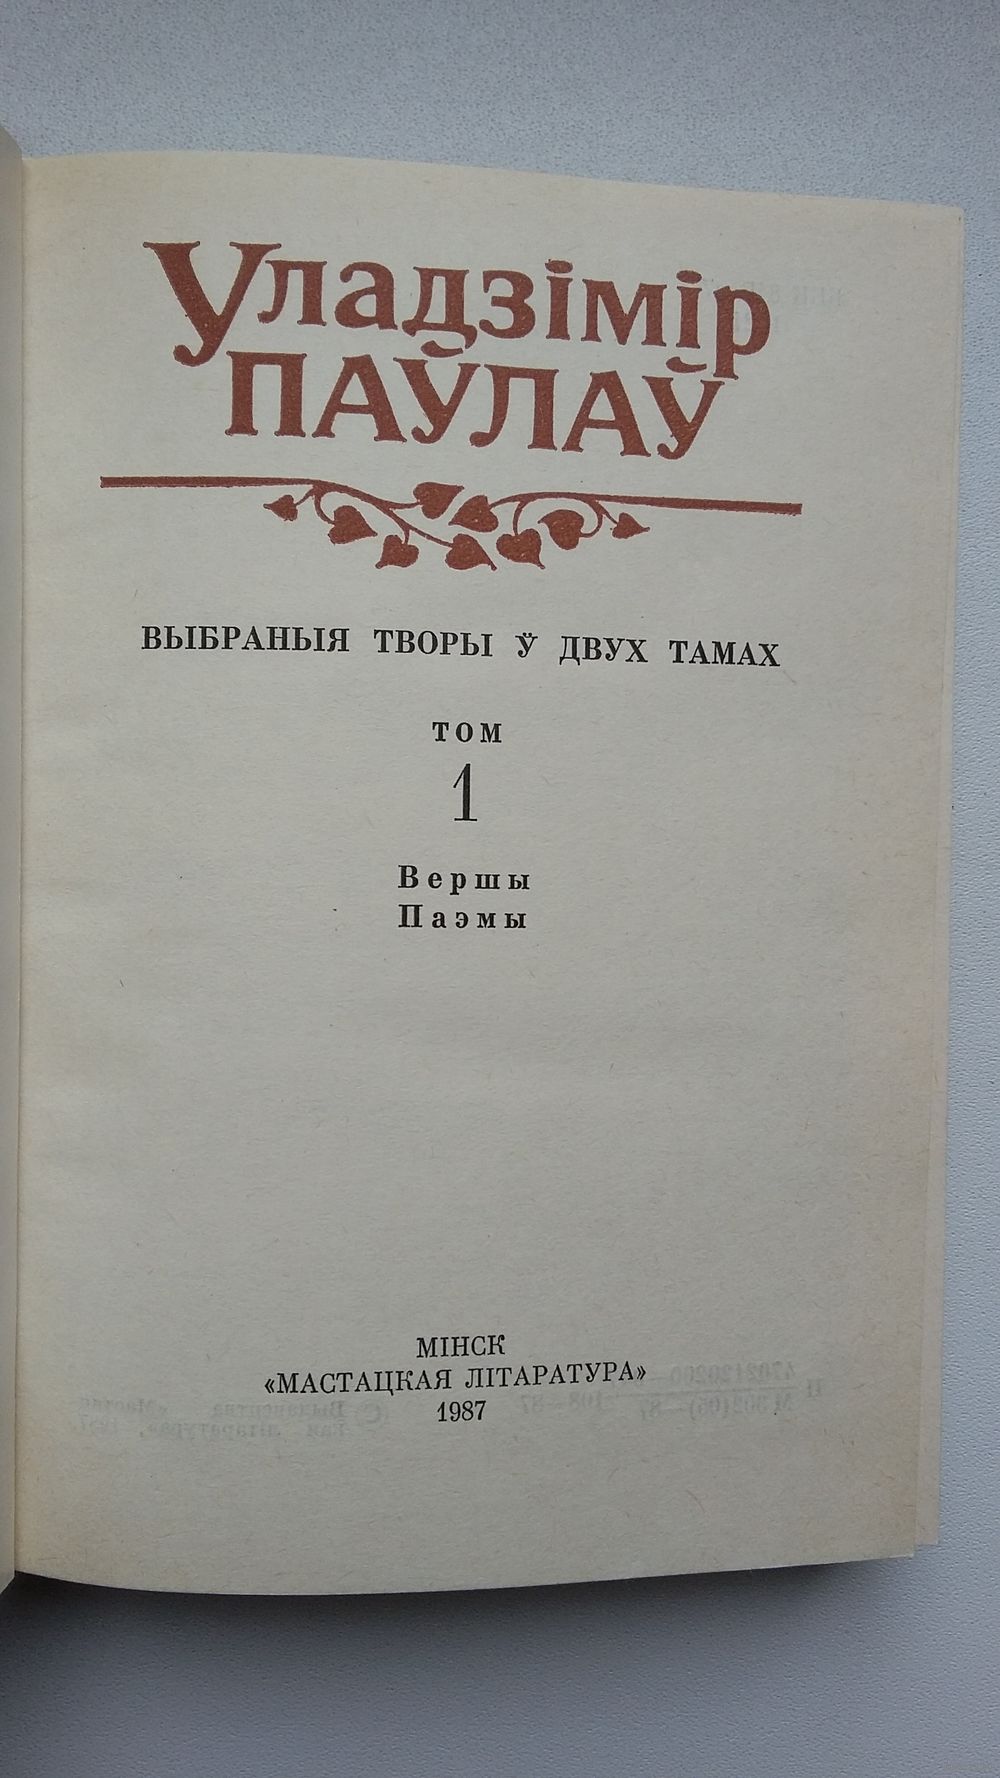 Уладзімір
ПАЎЛАЎ
ВЫБРАНЫЯ ТВОРЫ Ў ДВУХ ТАМАХ
ТОМ
1
Вершы
Паэмы
МІНСК
«МАСТАЦКАЯ ЛІТАРАТУРА»
1987